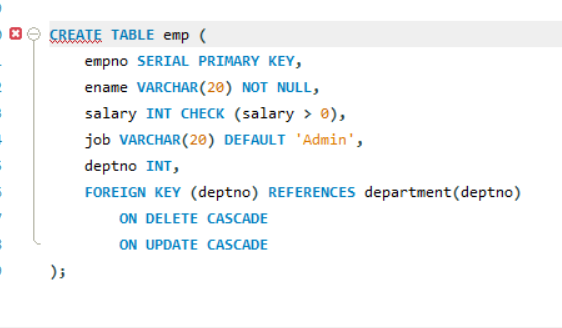 CREATE TABLE emp (
empno SERIAL PRIMARY KEY,
ename VARCHAR(20) NOT NULL,
salary INT CHECK (salary > 0),
job VARCHAR(20) DEFAULT 'Admin',
deptno INT,
FOREIGN KEY (deptno) REFERENCES department(deptno)
ON DELETE CASCADE
ON UPDATE CASCADE
);